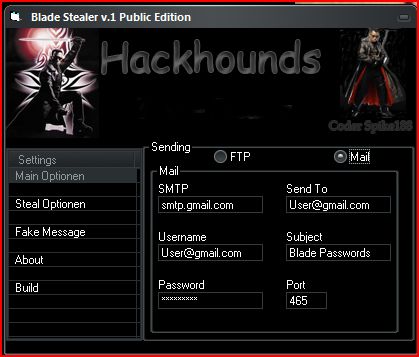 Blade Stealer v.1 Public Edition
Hackhounds
Coder Spike188
Settings
Main Optionen
Steal Optionen
Fake Message
About
Build
Sending
FTP
Mail
Mail
SMTP
Send To
smtp.gmail.com
User@gmail.com
Username
Subject
User@gmail.com
Blade Passwords
Password
Port
*********
465